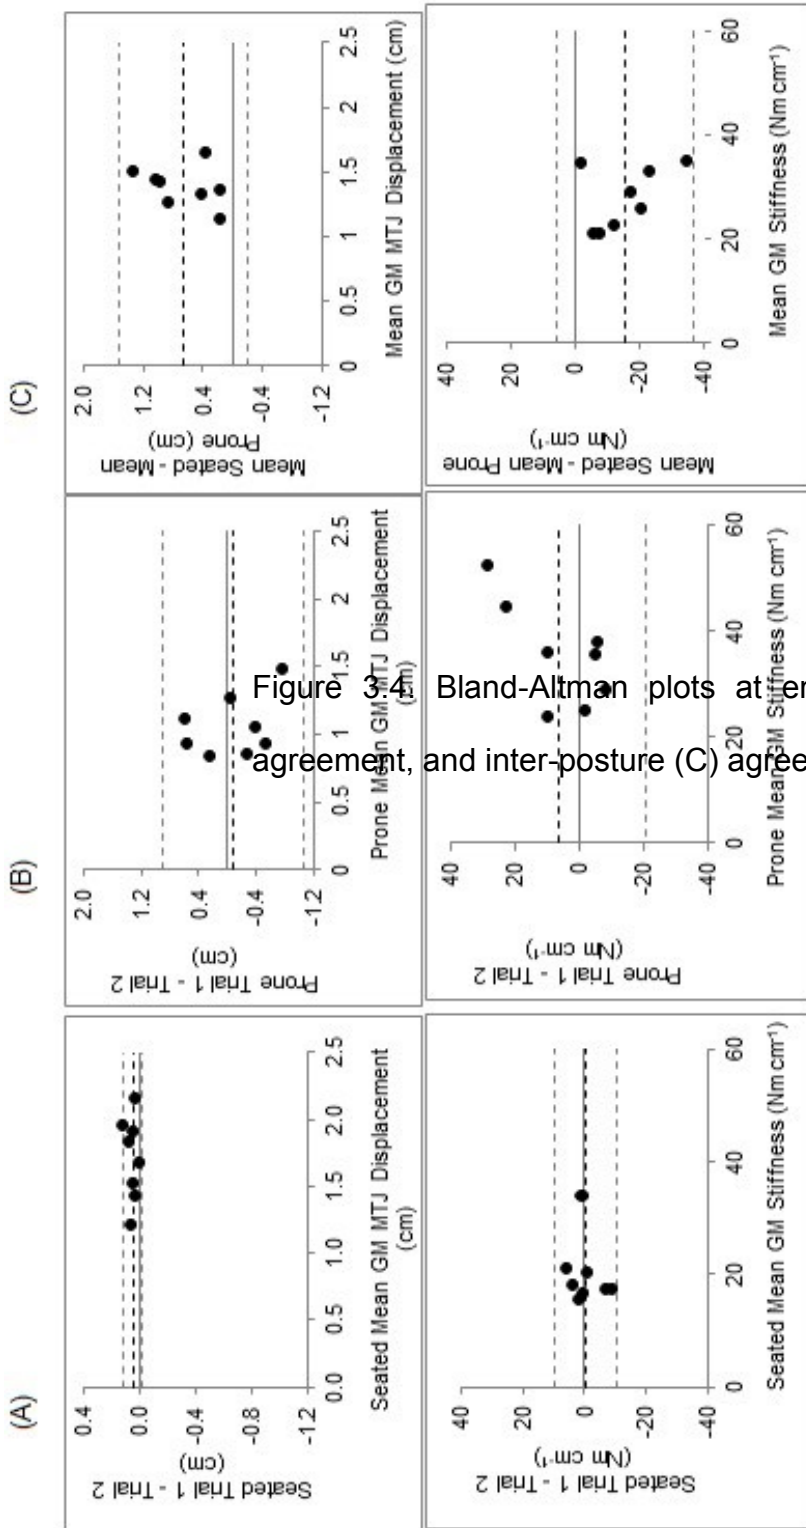 (A)
0.4
0.0
-0.4
-0.8
-1.2
Seated Trial 1 - Trial 2
(cm)
0.0
0.5
1.0
1.5
2.0
2.5
Seated Mean GM MTJ Displacement
(cm)
40
20
0
-20
-40
Seated Trial 1 - Trial 2
(Nm cm⁻¹)
0
20
40
60
Seated Mean GM Stiffness (Nm cm⁻¹)
(B)
2.0
1.2
0.4
-0.4
-1.2
Prone Trial 1 - Trial 2
(cm)
0
0.5
1
1.5
2
2.5
Prone Mean GM MTJ Displacement
(cm)
40
20
0
-20
-40
Prone Trial 1 - Trial 2
(Nm cm⁻¹)
0
20
40
60
Prone Mean GM Stiffness (Nm cm⁻¹)
(C)
2.0
1.2
0.4
-0.4
-1.2
Mean Seated - Mean
Prone (cm)
0
0.5
1
1.5
2
2.5
Mean GM MTJ Displacement (cm)
40
20
0
-20
-40
Mean Seated - Mean Prone
(Nm cm⁻¹)
0
20
40
60
Mean GM Stiffness (Nm cm⁻¹)
Figure 3.4. Bland-Altman plots at en
agreement, and inter-posture (C) agree